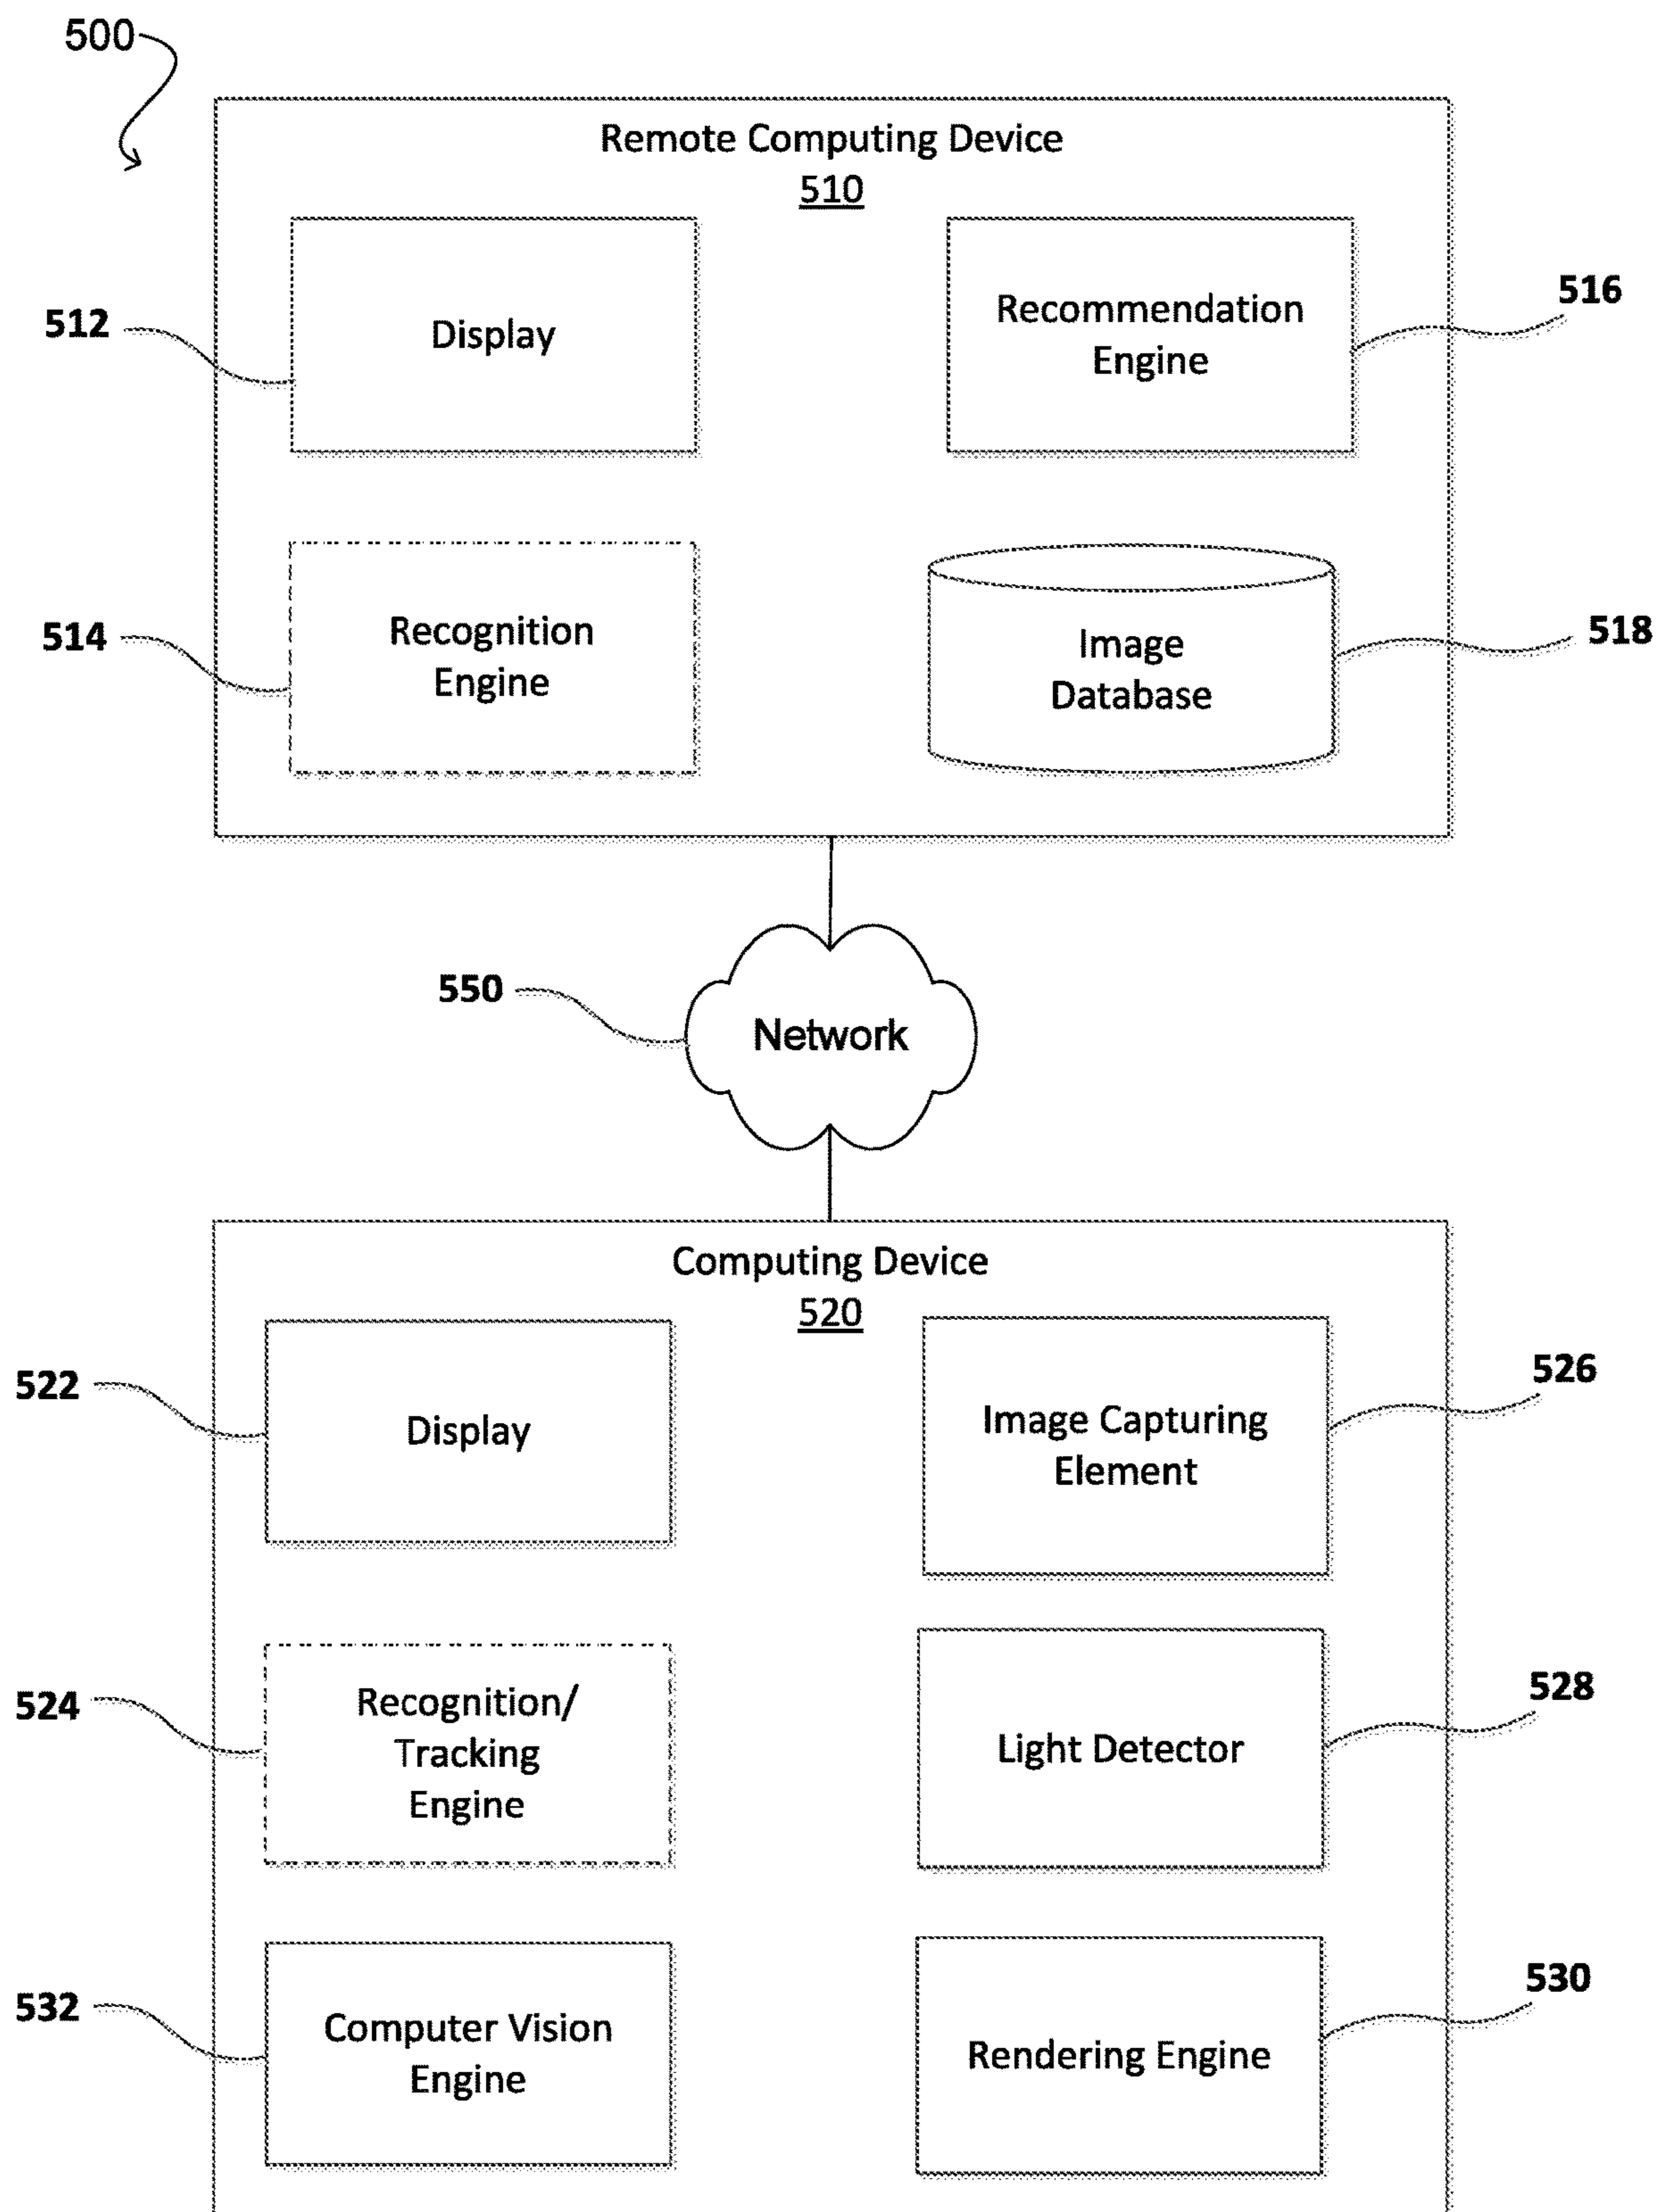 500
Remote Computing Device
510
512
Display
Recommendation
Engine
516
514
Recognition
Engine
Image
Database
518
550
Network
Computing Device
520
522
Display
Image Capturing
Element
526
524
Recognition/
Tracking
Engine
Light Detector
528
532
Computer Vision
Engine
Rendering Engine
530